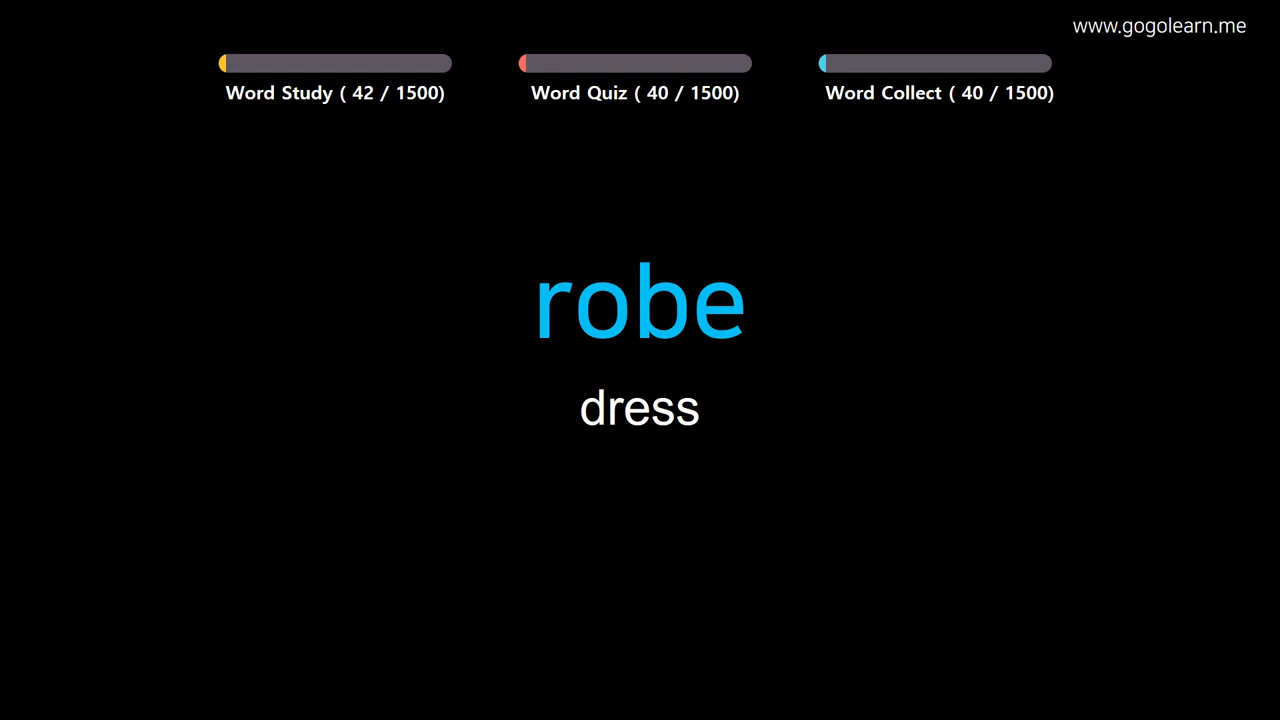 www.gogolearn.me
Word Study ( 42 / 1500)
Word Quiz ( 40 / 1500)
Word Collect ( 40 / 1500)
robe
dress